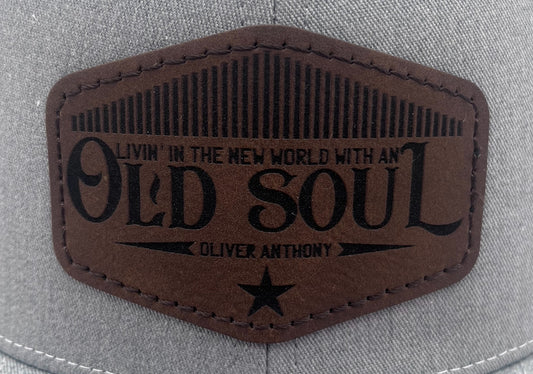 LIVIN' IN THE NEW WORLD WITH AN
OLD SOUL
OLIVER ANTHONY